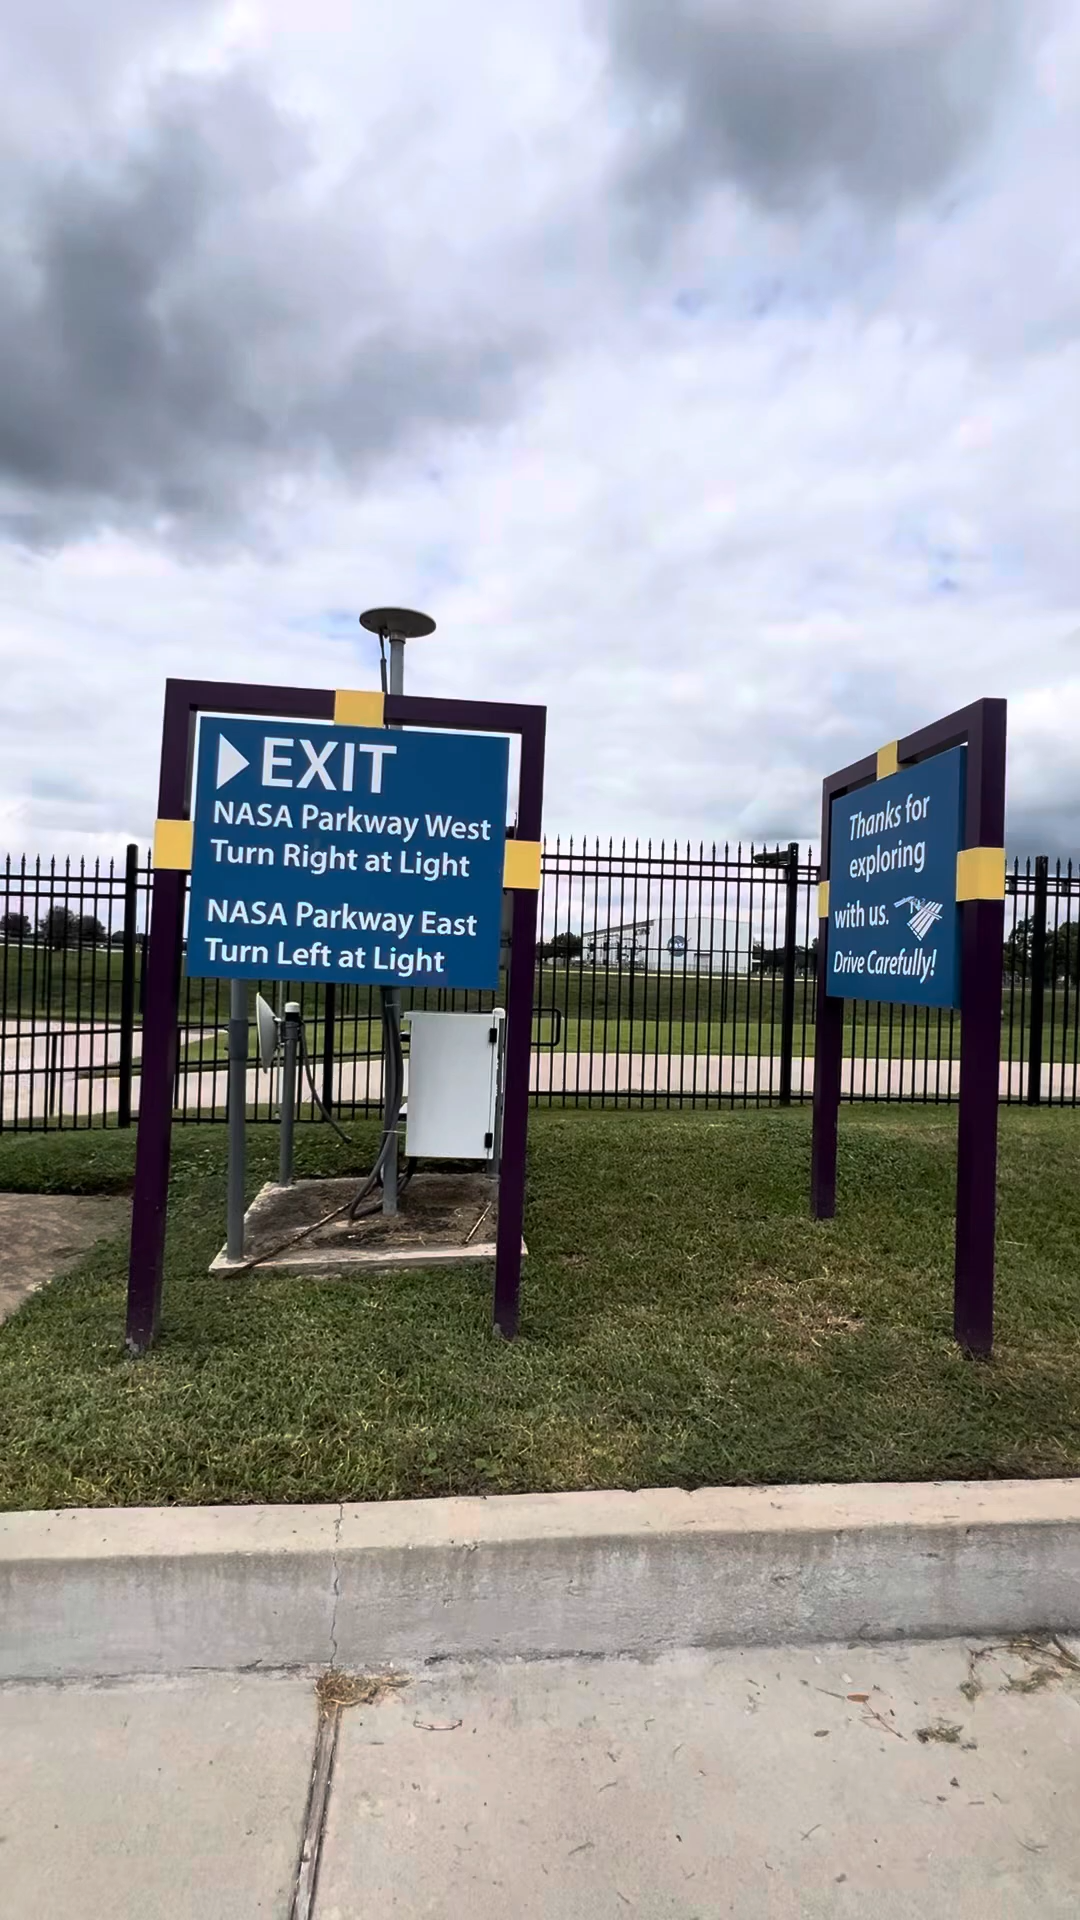 EXIT
NASA Parkway West
Turn Right at Light
NASA Parkway East
Turn Left at Light
Thanks for
exploring
with us.
Drive Carefully!